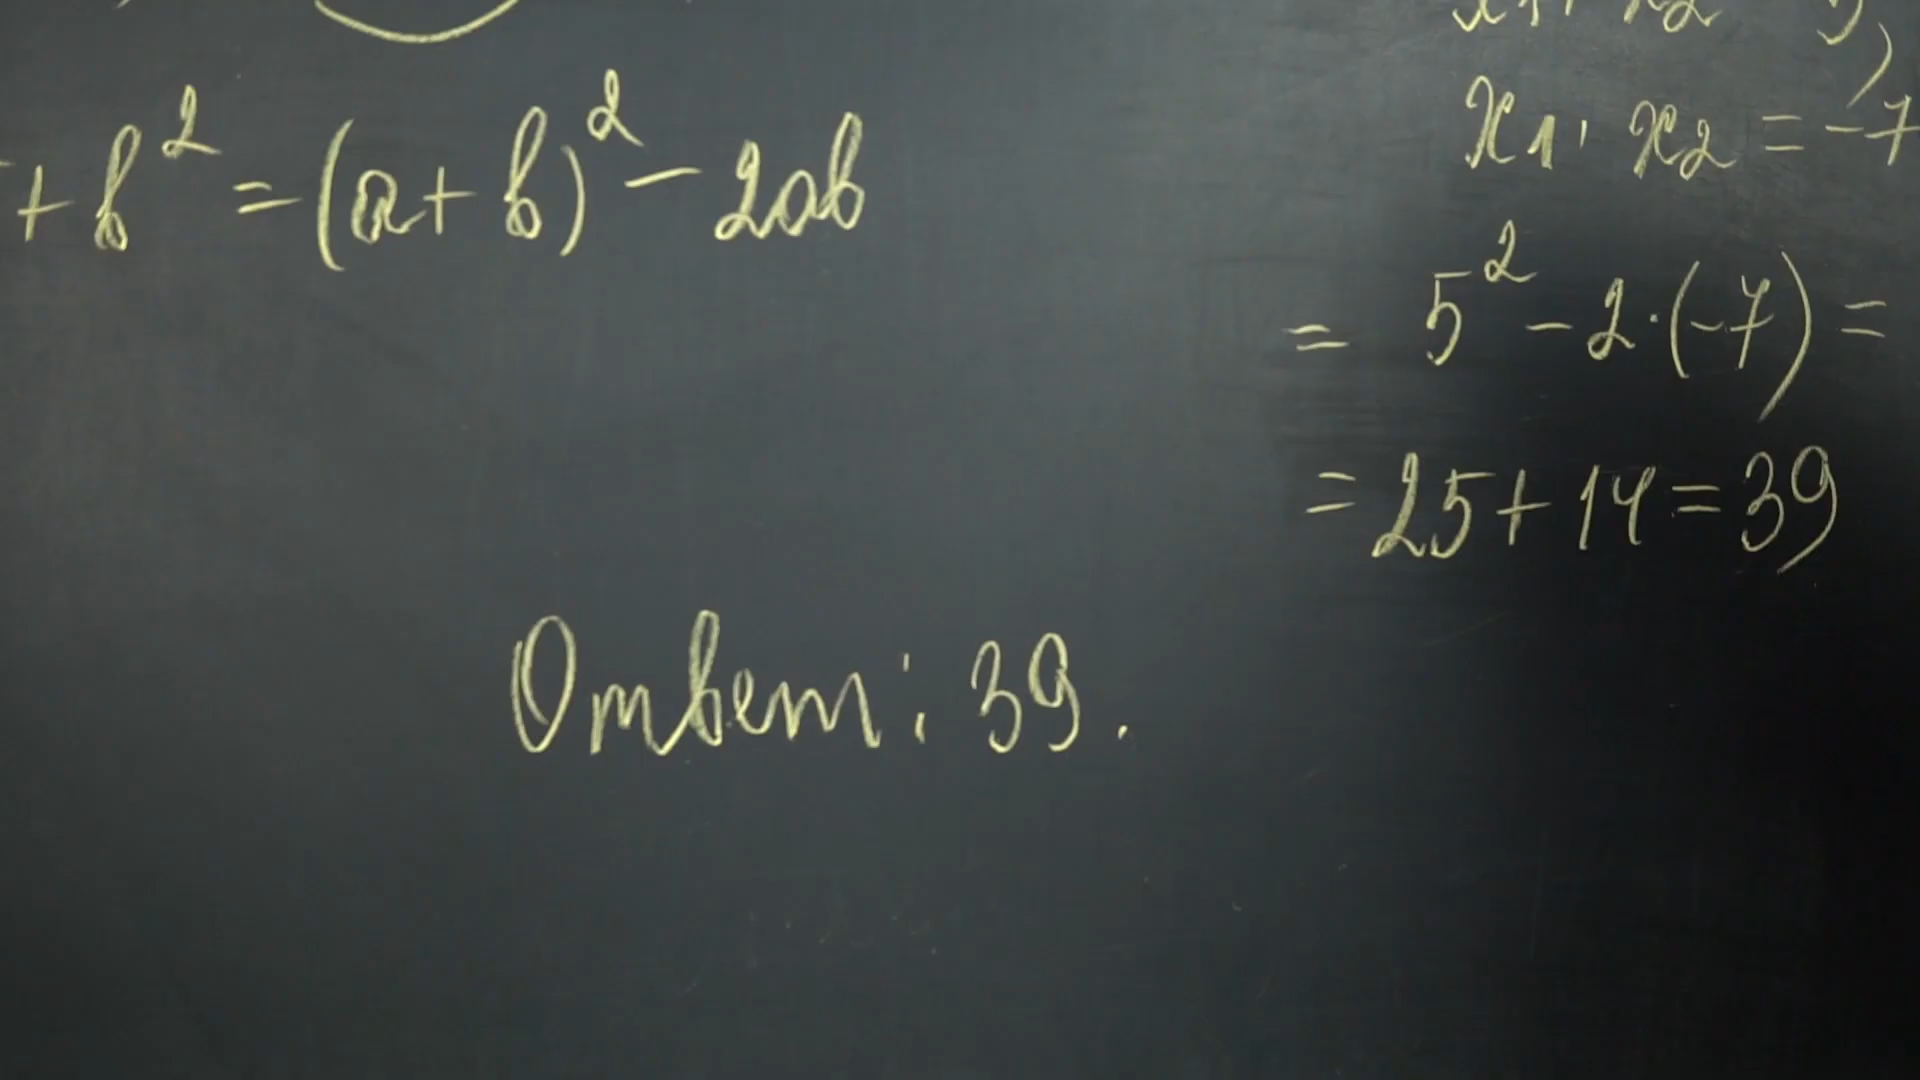 + b² = (a + b)² - 2ab
x1 · x2 = -7
= 5² - 2·(-7) =
= 25 + 14 = 39
Ответ: 39.